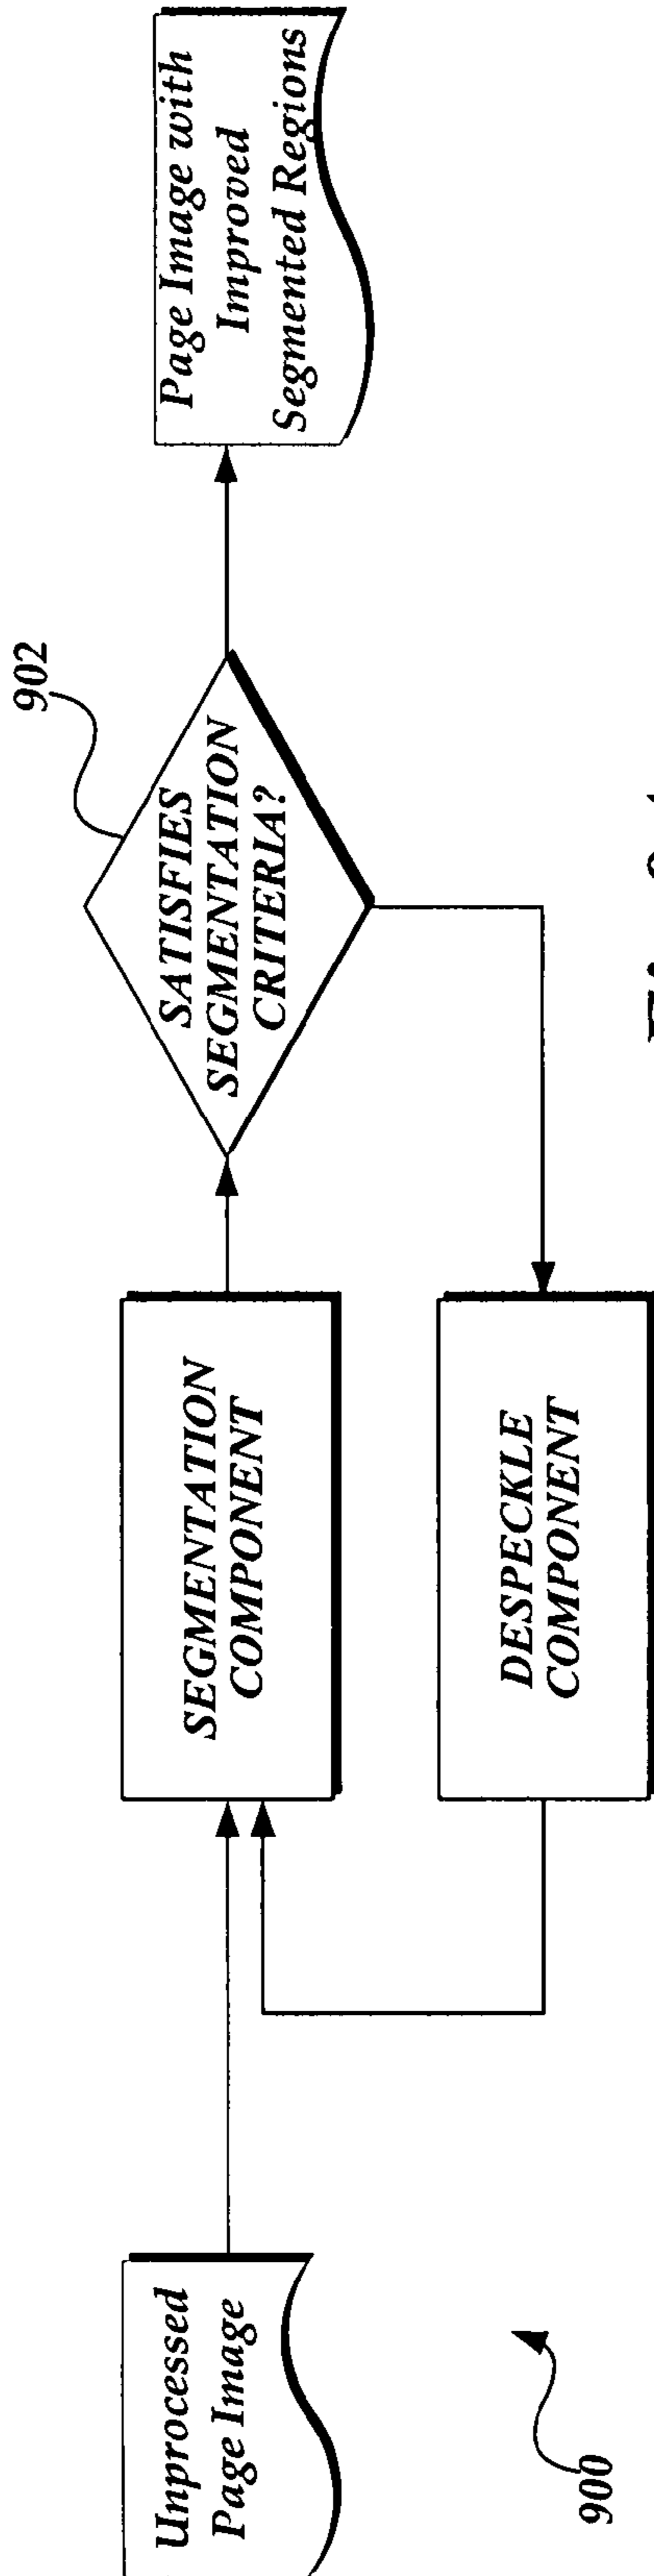 Unprocessed
Page Image
SEGMENTATION
COMPONENT
DESPECKLE
COMPONENT
SATISFIES
SEGMENTATION
CRITERIA?
902
Page Image with
Improved
Segmented Regions
900